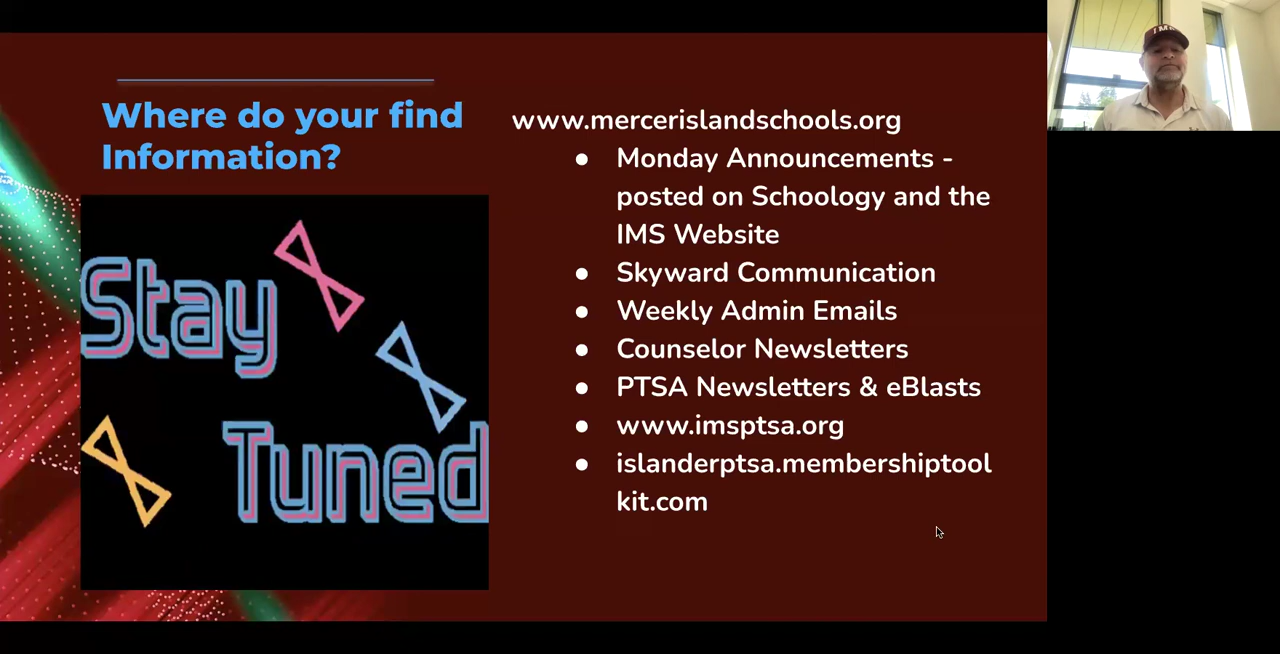 Where do your find
Information?
Stay
Tuned
www.mercerislandschools.org
● Monday Announcements -
posted on Schoology and the
IMS Website
● Skyward Communication
● Weekly Admin Emails
● Counselor Newsletters
● PTSA Newsletters & eBlasts
● www.imsptsa.org
● islanderptsa.membershiptool
kit.com